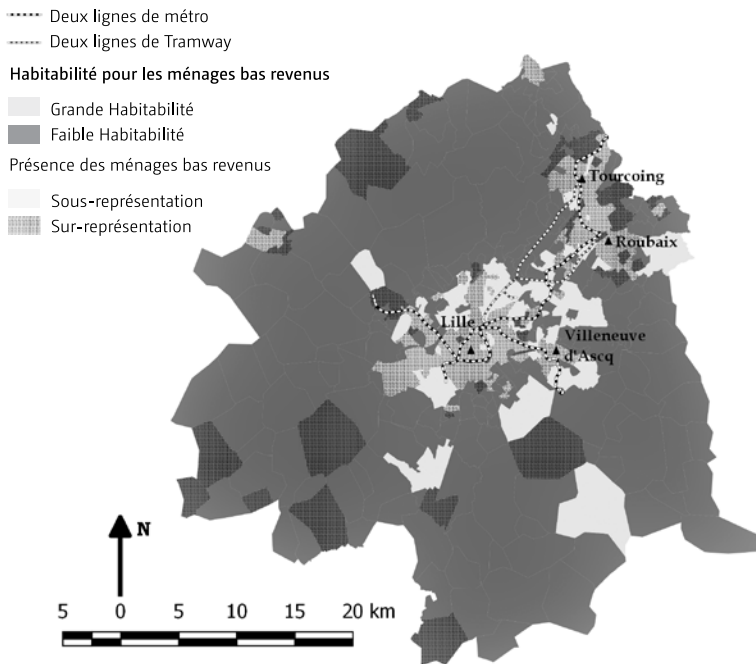 Deux lignes de métro
Deux lignes de Tramway
Habitabilité pour les ménages bas revenus
Grande Habitabilité
Faible Habitabilité
Présence des ménages bas revenus
Sous-représentation
Sur-représentation
Tourcoing
Roubaix
Lille
Villeneuve
d'Ascq
N
5 0 5 10 15 20 km